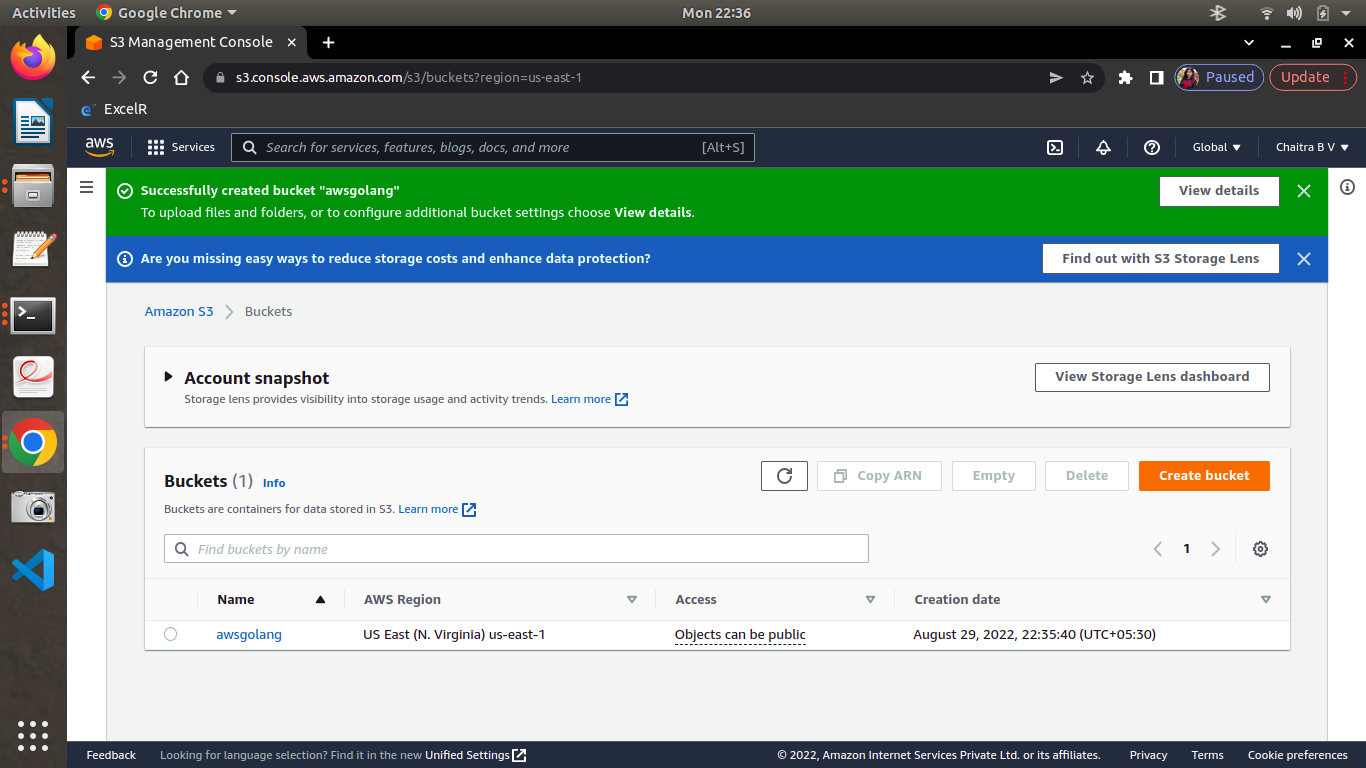 Activities Google Chrome Mon 22:36
S3 Management Console
s3.console.aws.amazon.com/s3/buckets?region=us-east-1 Paused Update
ExcelR
aws Services Search for services, features, blogs, docs, and more [Alt+S] Global Chaitra B V
Successfully created bucket "awsgolang" View details
To upload files and folders, or to configure additional bucket settings choose View details.
Are you missing easy ways to reduce storage costs and enhance data protection? Find out with S3 Storage Lens
Amazon S3 Buckets
Account snapshot View Storage Lens dashboard
Storage lens provides visibility into storage usage and activity trends. Learn more
Buckets (1) Info Copy ARN Empty Delete Create bucket
Buckets are containers for data stored in S3. Learn more
Find buckets by name 1
Name AWS Region Access Creation date
awsgolang US East (N. Virginia) us-east-1 Objects can be public August 29, 2022, 22:35:40 (UTC+05:30)
Feedback Looking for language selection? Find it in the new Unified Settings © 2022, Amazon Internet Services Private Ltd. or its affiliates. Privacy Terms Cookie preferences